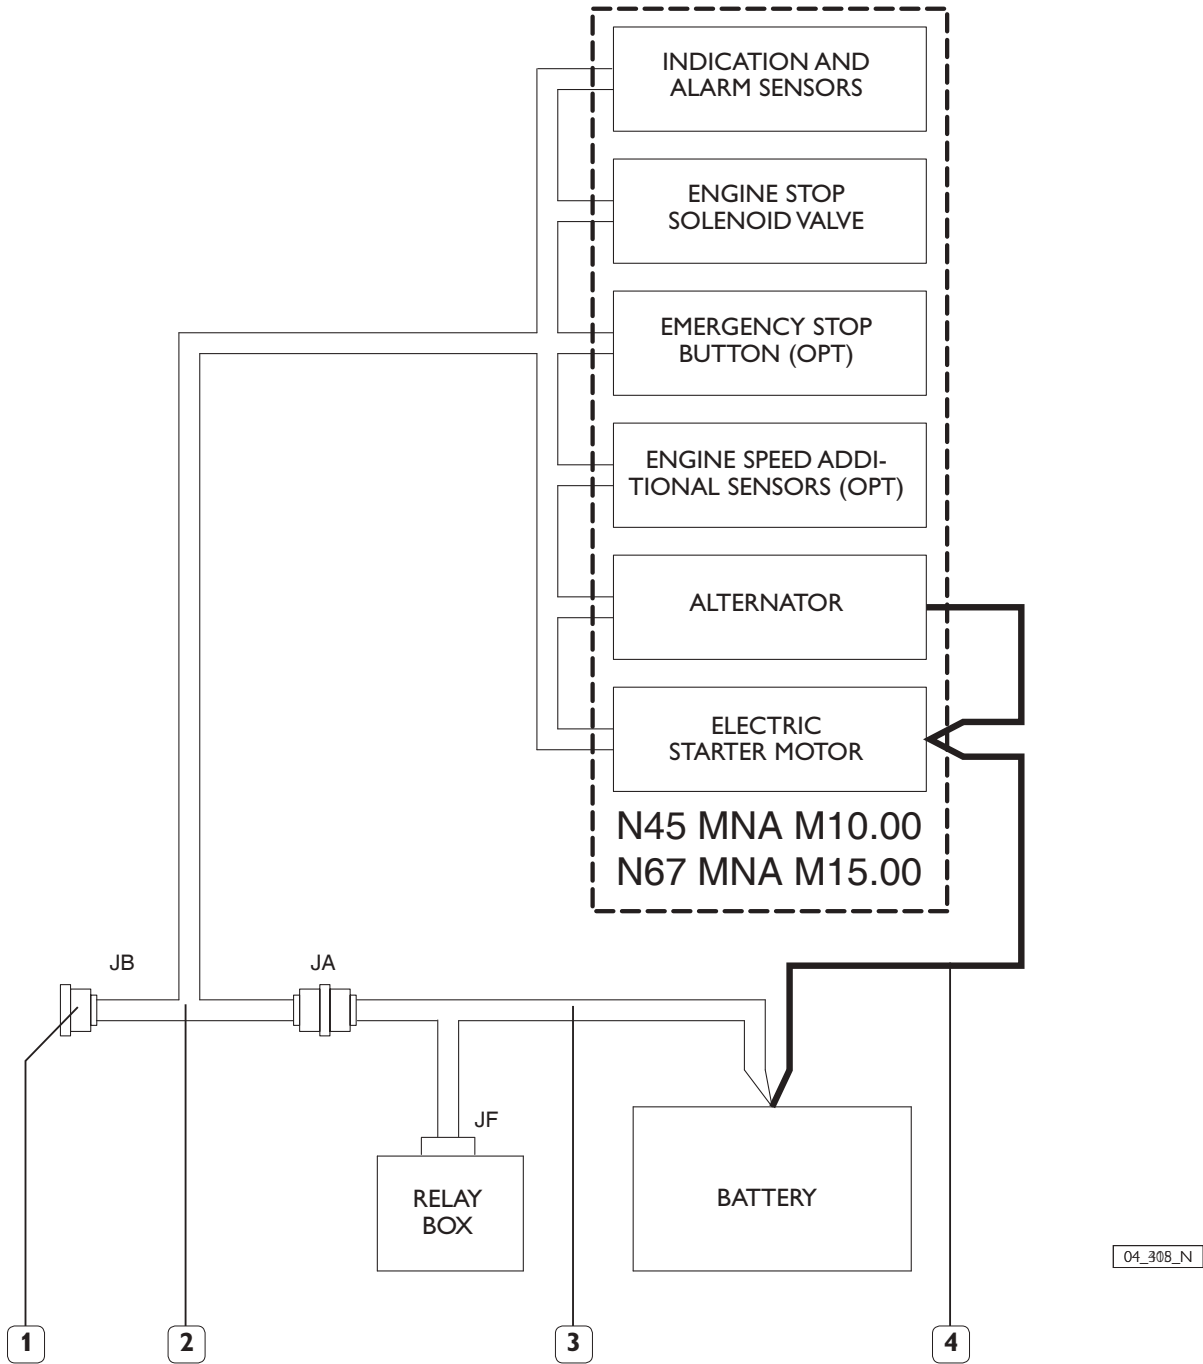 INDICATION AND
ALARM SENSORS
ENGINE STOP
SOLENOID VALVE
EMERGENCY STOP
BUTTON (OPT)
ENGINE SPEED ADDI-
TIONAL SENSORS (OPT)
ALTERNATOR
ELECTRIC
STARTER MOTOR
N45 MNA M10.00
N67 MNA M15.00
JB
JA
JF
RELAY
BOX
BATTERY
1
2
3
4